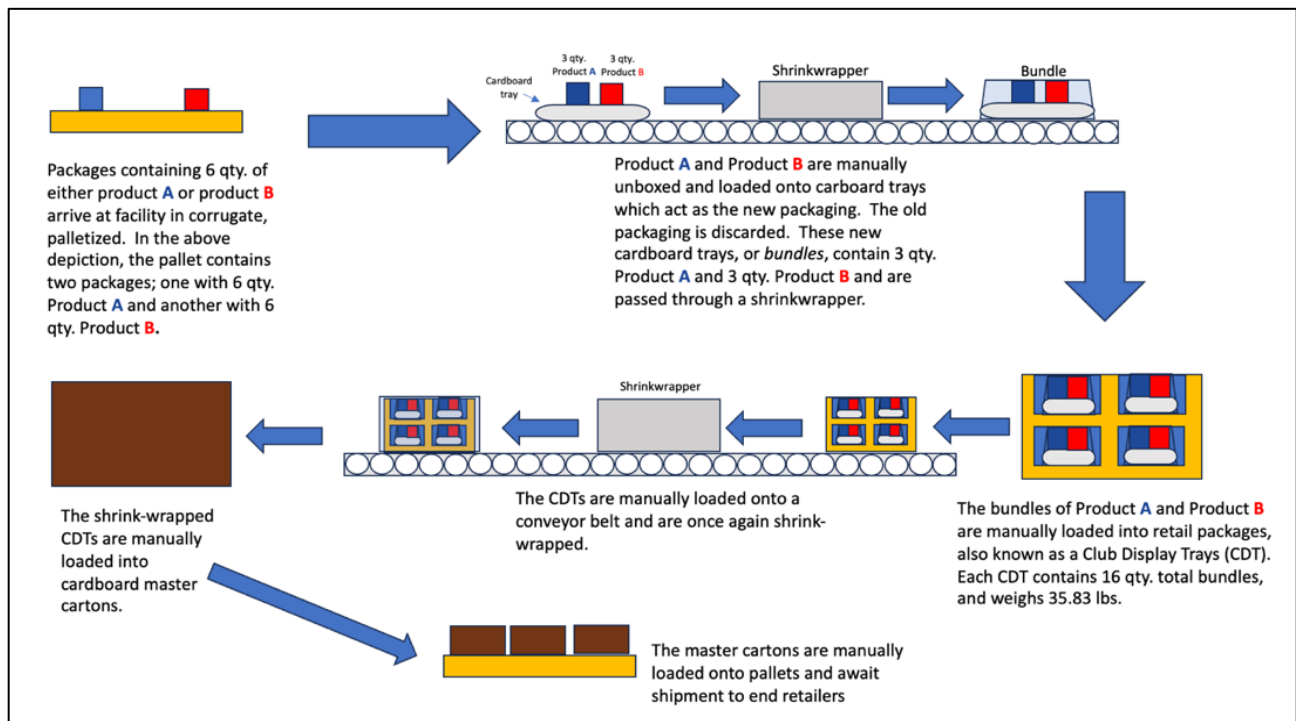 Packages containing 6 qty. of
either product A or product B
arrive at facility in corrugate,
palletized.  In the above
depiction, the pallet contains
two packages; one with 6 qty.
Product A and another with 6
qty. Product B.
Cardboard
tray
3 qty.
Product A
3 qty.
Product B
Shrinkwrapper
Bundle
Product A and Product B are manually
unboxed and loaded onto carboard trays
which act as the new packaging.  The old
packaging is discarded.  These new
cardboard trays, or bundles, contain 3 qty.
Product A and 3 qty. Product B and are
passed through a shrinkwrapper.
The bundles of Product A and Product B
are manually loaded into retail packages,
also known as a Club Display Trays (CDT).
Each CDT contains 16 qty. total bundles,
and weighs 35.83 lbs.
Shrinkwrapper
The CDTs are manually loaded onto a
conveyor belt and are once again shrink-
wrapped.
The shrink-wrapped
CDTs are manually
loaded into
cardboard master
cartons.
The master cartons are manually
loaded onto pallets and await
shipment to end retailers